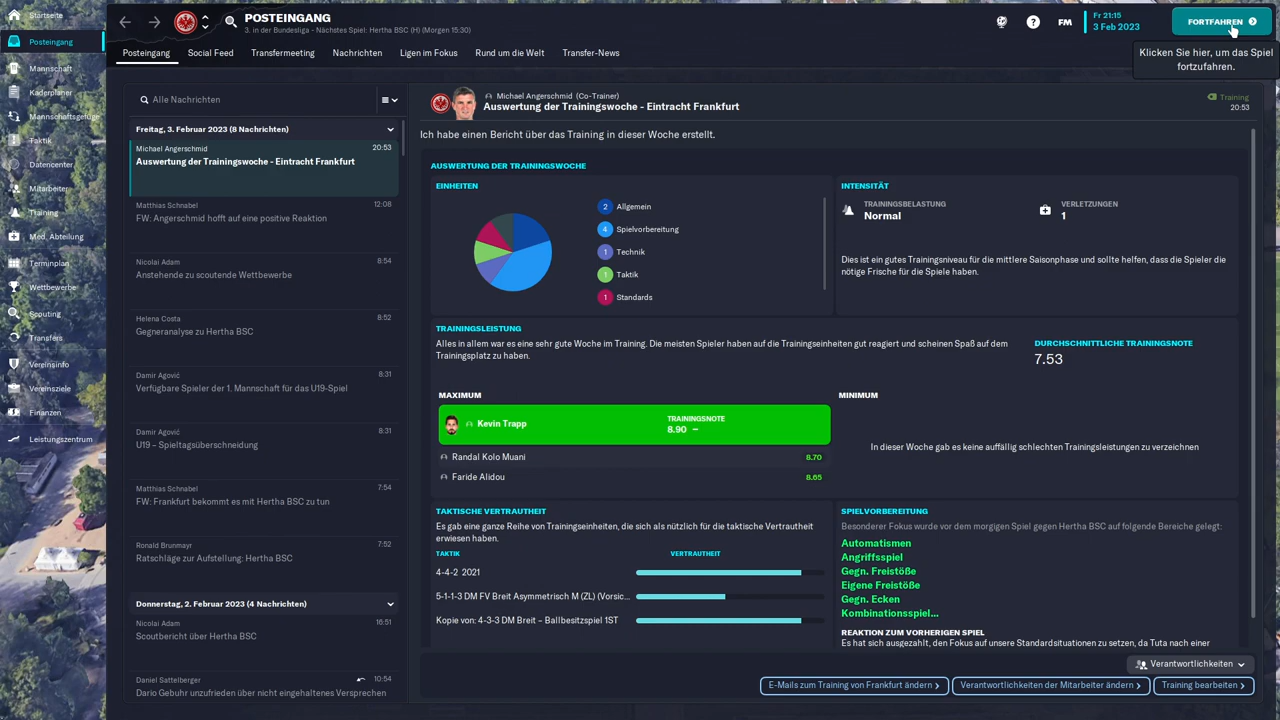 Startseite
Posteingang
Mannschaft
Kaderplaner
Mannschaftsgefüge
Taktik
Datencenter
Mitarbeiter
Training
Med. Abteilung
Terminplan
Wettbewerbe
Scouting
Transfers
Vereinsinfo
Vereinsziele
Finanzen
Leistungszentrum
POSTEINGANG
3. in der Bundesliga - Nächstes Spiel: Hertha BSC (H) (Morgen 15:30)
FM
Fr 21:15
3 Feb 2023
FORTFAHREN
Klicken Sie hier, um das Spiel
fortzufahren.
Posteingang Social Feed Transfermeeting Nachrichten Ligen im Fokus Rund um die Welt Transfer-News
Alle Nachrichten
Freitag, 3. Februar 2023 (8 Nachrichten)
Michael Angerschmid 20:53
Auswertung der Trainingswoche - Eintracht Frankfurt
Matthias Schnabel 12:08
FW: Angerschmid hofft auf eine positive Reaktion
Nicolai Adam 8:54
Anstehende zu scoutende Wettbewerbe
Helena Costa 8:52
Gegneranalyse zu Hertha BSC
Damir Agović 8:31
Verfügbare Spieler der 1. Mannschaft für das U19-Spiel
Damir Agović 8:31
U19 – Spieltagsüberschneidung
Matthias Schnabel 7:54
FW: Frankfurt bekommt es mit Hertha BSC zu tun
Ronald Brunmayr 7:52
Ratschläge zur Aufstellung: Hertha BSC
Donnerstag, 2. Februar 2023 (4 Nachrichten)
Nicolai Adam 16:51
Scoutbericht über Hertha BSC
Daniel Sattelberger 10:54
Dario Gebuhr unzufrieden über nicht eingehaltenes Versprechen
Michael Angerschmid (Co-Trainer)
Auswertung der Trainingswoche - Eintracht Frankfurt
Training
20:53
Ich habe einen Bericht über das Training in dieser Woche erstellt.
AUSWERTUNG DER TRAININGSWOCHE
EINHEITEN
2 Allgemein
4 Spielvorbereitung
1 Technik
1 Taktik
1 Standards
INTENSITÄT
TRAININGSBELASTUNG
Normal
VERLETZUNGEN
1
Dies ist ein gutes Trainingsniveau für die mittlere Saisonphase und sollte helfen, dass die Spieler die
nötige Frische für die Spiele haben.
TRAININGSLEISTUNG
Alles in allem war es eine sehr gute Woche im Training. Die meisten Spieler haben auf die Trainingseinheiten gut reagiert und scheinen Spaß auf dem
Trainingsplatz zu haben.
DURCHSCHNITTLICHE TRAININGSNOTE
7.53
MAXIMUM
Kevin Trapp
TRAININGSNOTE
8.90 –
Randal Kolo Muani 8.70
Faride Alidou 8.65
MINIMUM
In dieser Woche gab es keine auffällig schlechten Trainingsleistungen zu verzeichnen
TAKTISCHE VERTRAUTHEIT
Es gab eine ganze Reihe von Trainingseinheiten, die sich als nützlich für die taktische Vertrautheit
erwiesen haben.
TAKTIK VERTRAUTHEIT
4-4-2 2021
5-1-1-3 DM FV Breit Asymmetrisch M (ZL) (Vorsic...
Kopie von: 4-3-3 DM Breit – Ballbesitzspiel 1ST
SPIELVORBEREITUNG
Besonderer Fokus wurde vor dem morgigen Spiel gegen Hertha BSC auf folgende Bereiche gelegt:
Automatismen
Angriffsspiel
Gegn. Freistöße
Eigene Freistöße
Gegn. Ecken
Kombinationsspiel...
REAKTION ZUM VORHERIGEN SPIEL
Es hat sich ausgezahlt, den Fokus auf unsere Standardsituationen zu setzen, da Tuta nach einer
Verantwortlichkeiten
E-Mails zum Training von Frankfurt ändern
Verantwortlichkeiten der Mitarbeiter ändern
Training bearbeiten